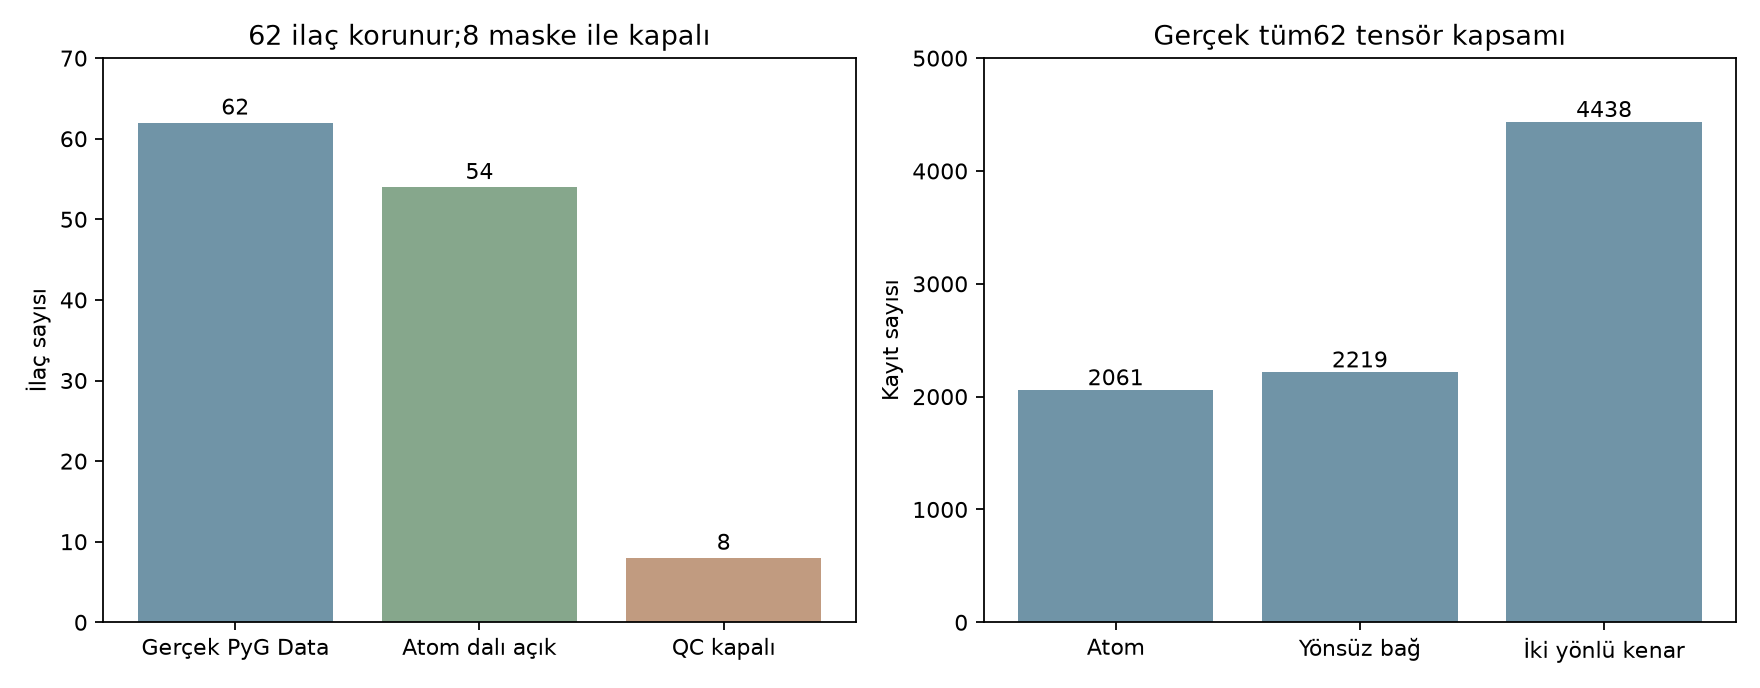 62 ilaç korunur;8 maske ile kapalı
İlaç sayısı
70
60
50
40
30
20
10
0
62
54
8
Gerçek PyG Data
Atom dalı açık
QC kapalı
Gerçek tüm62 tensör kapsamı
Kayıt sayısı
5000
4000
3000
2000
1000
0
2061
2219
4438
Atom
Yönsüz bağ
İki yönlü kenar